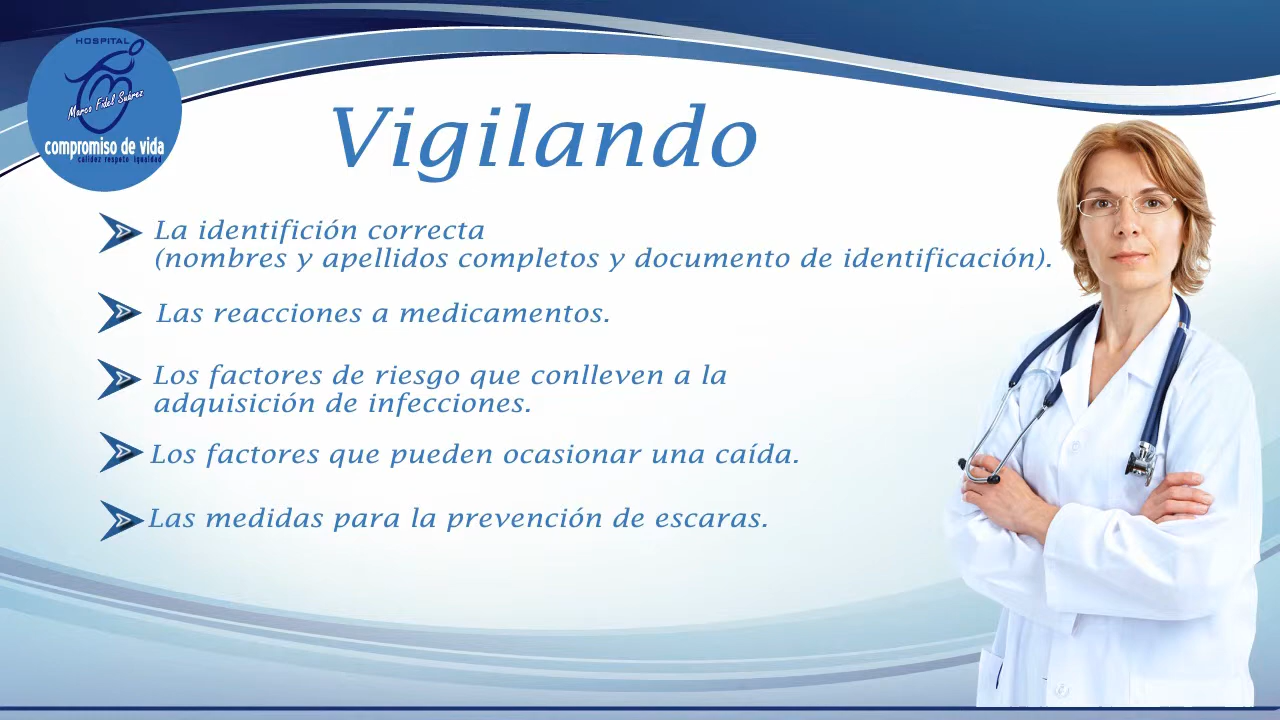 HOSPITAL
Marco Fidel Suárez
compromiso de vida
calidez respeto igualdad
Vigilando
La identifición correcta
(nombres y apellidos completos y documento de identificación).
Las reacciones a medicamentos.
Los factores de riesgo que conlleven a la
adquisición de infecciones.
Los factores que pueden ocasionar una caída.
Las medidas para la prevención de escaras.